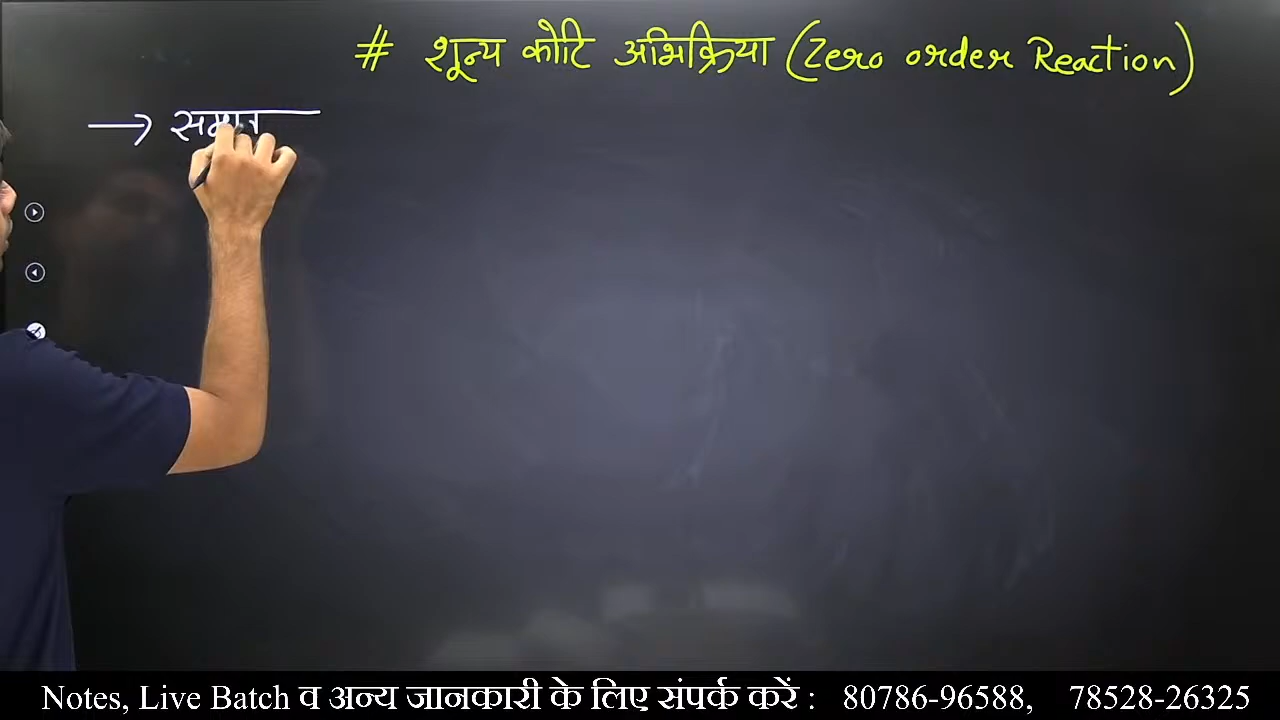 # शून्य कोटि अभिक्रिया (Zero order Reaction)
→
Notes, Live Batch व अन्य जानकारी के लिए संपर्क करें : 80786-96588, 78528-26325